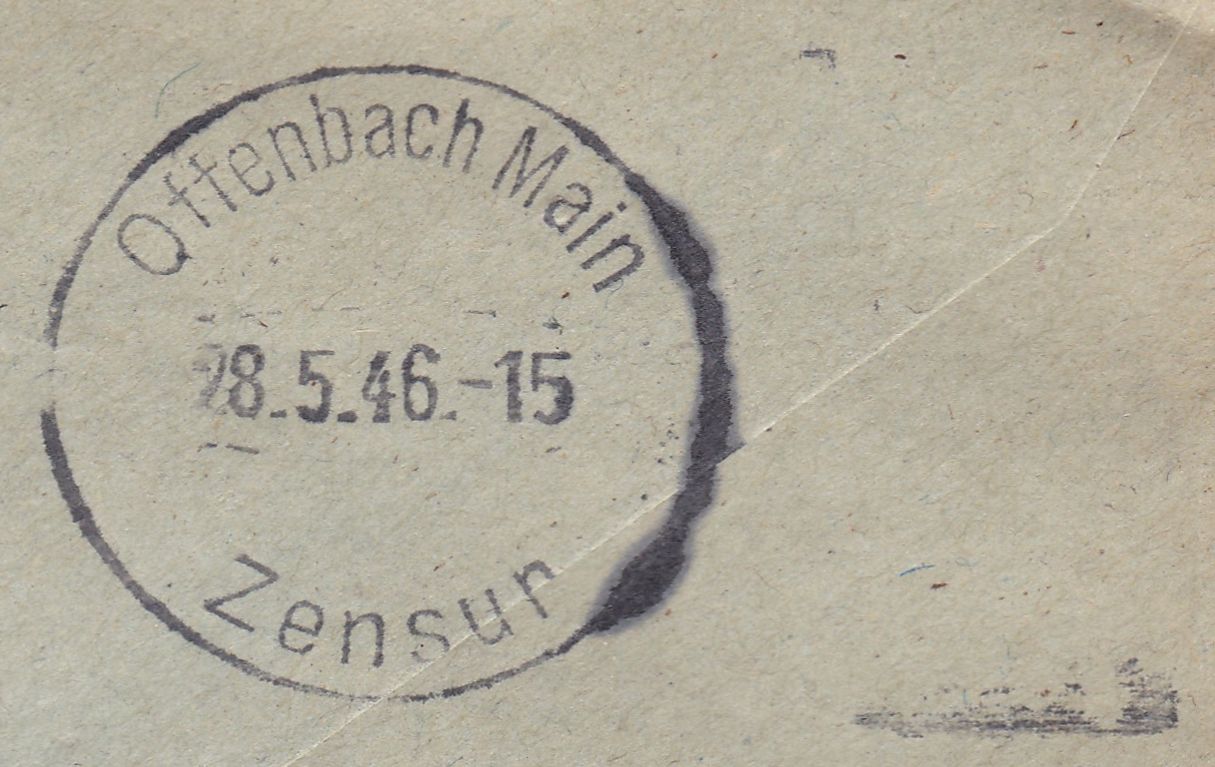 Offenbach Main
28.5.46.-15
Zensur